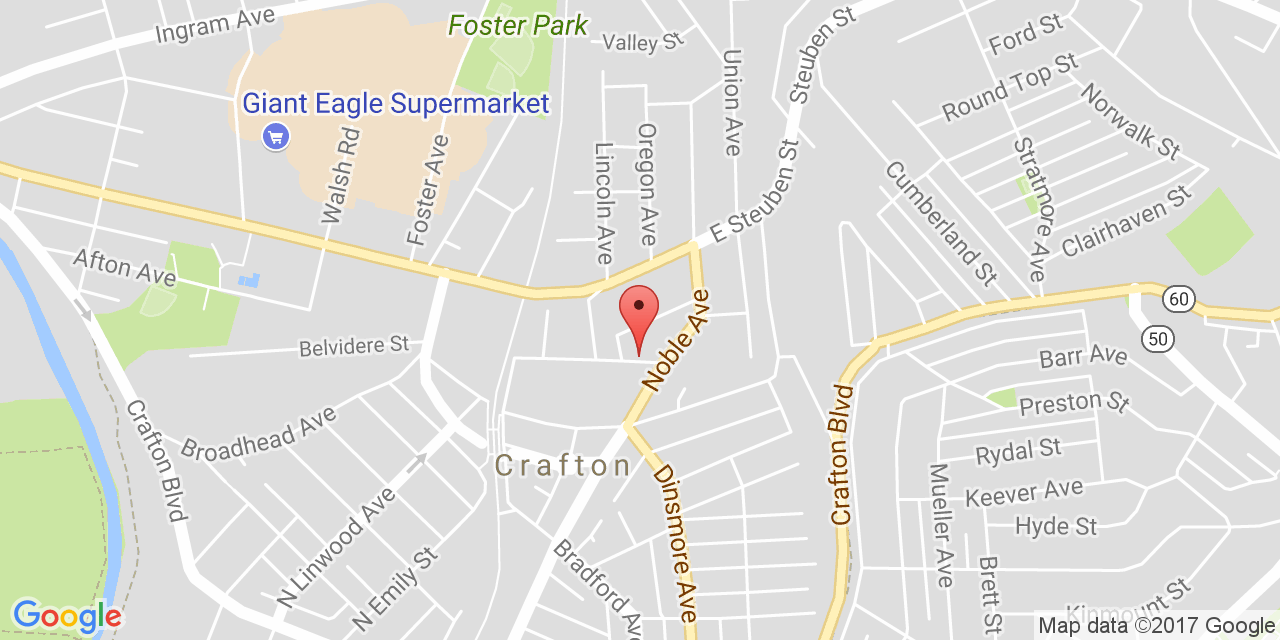 Ingram Ave
Foster Park
Valley St
Union Ave
Steuben St
Ford St
Round Top St
Norwalk St
Giant Eagle Supermarket
Walsh Rd
Foster Ave
Lincoln Ave
Oregon Ave
E Steuben St
Cumberland St
Stratmore Ave
Clairhaven St
Afton Ave
60
50
Belvidere St
Noble Ave
Barr Ave
Preston St
Crafton Blvd
Broadhead Ave
Crafton Blvd
Rydal St
Crafton
Keever Ave
Mueller Ave
Hyde St
Dinsmore Ave
N Linwood Ave
N Emily St
Bradford Ave
Brett St
Kinmount St
Google
Map data ©2017 Google